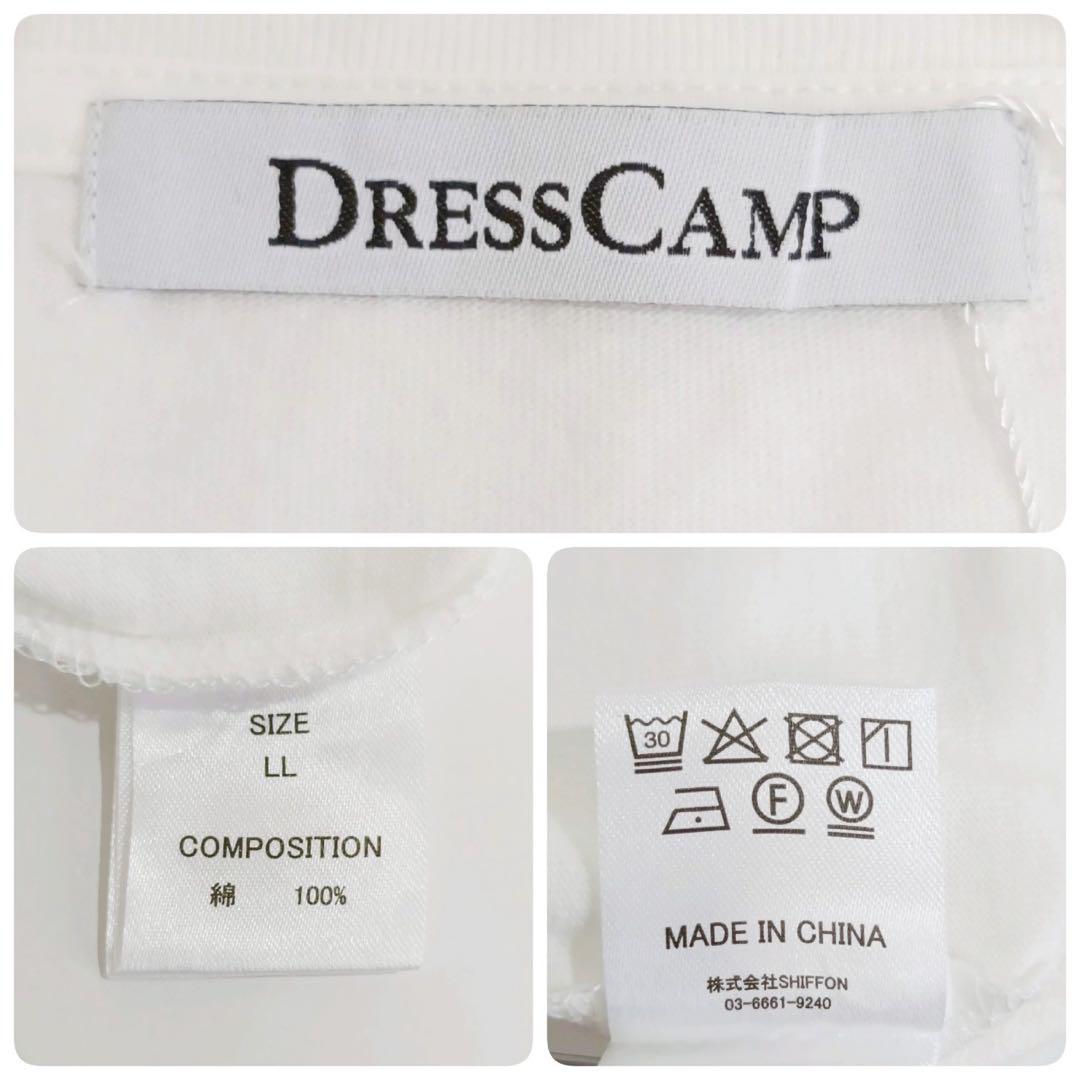 DRESSCAMP
SIZE
LL
COMPOSITION
綿 100%
30
F W
MADE IN CHINA
株式会社SHIFFON
03-6661-9240